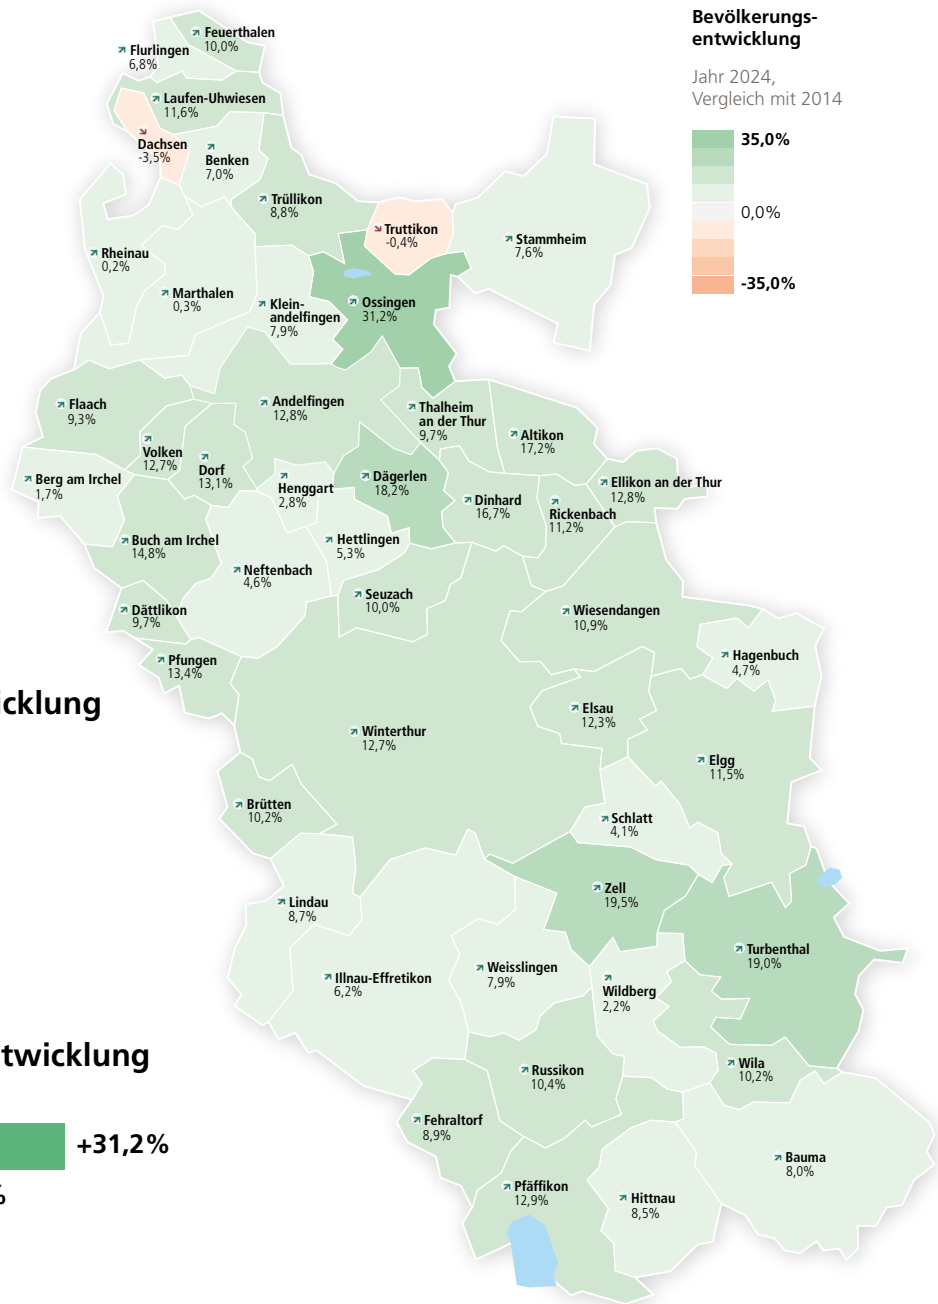 Bevölkerungs-
entwicklung
Jahr 2024,
Vergleich mit 2014
35,0%
0,0%
-35,0%
Feuerthalen
10,0%
Flurlingen
6,8%
Laufen-Uhwiesen
11,6%
Dachsen
-3,5%
Benken
7,0%
Trüllikon
8,8%
Truttikon
-0,4%
Stammheim
7,6%
Rheinau
0,2%
Marthalen
0,3%
Klein-
andelfingen
7,9%
Ossingen
31,2%
Flaach
9,3%
Andelfingen
12,8%
Thalheim
an der Thur
9,7%
Altikon
17,2%
Volken
12,7%
Dorf
13,1%
Berg am Irchel
1,7%
Henggart
2,8%
Dägerlen
18,2%
Dinhard
16,7%
Rickenbach
11,2%
Ellikon an der Thur
12,8%
Buch am Irchel
14,8%
Hettlingen
5,3%
Neftenbach
4,6%
Seuzach
10,0%
Dättlikon
9,7%
Wiesendangen
10,9%
Pfungen
13,4%
Hagenbuch
4,7%
icklung
Winterthur
12,7%
Elsau
12,3%
Elgg
11,5%
Brütten
10,2%
Schlatt
4,1%
Lindau
8,7%
Zell
19,5%
Turbenthal
19,0%
Illnau-Effretikon
6,2%
Weisslingen
7,9%
Wildberg
2,2%
twicklung
Russikon
10,4%
Wila
10,2%
+31,2%
Fehraltorf
8,9%
Bauma
8,0%
%
Pfäffikon
12,9%
Hittnau
8,5%